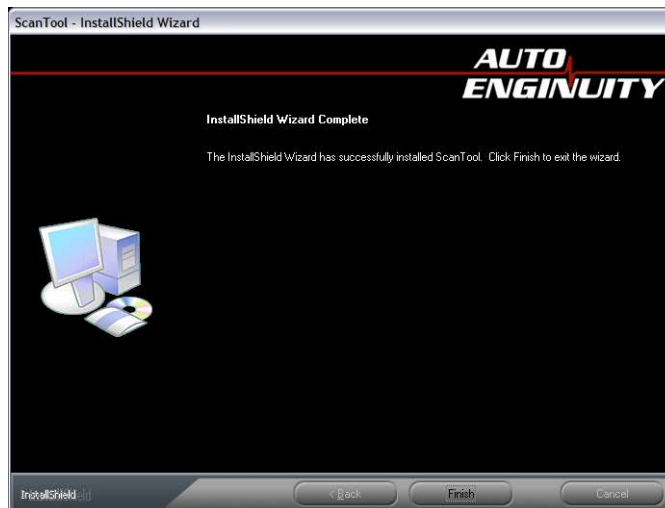 ScanTool - InstallShield Wizard
AUTO
ENGINUITY
InstallShield Wizard Complete
The InstallShield Wizard has successfully installed ScanTool. Click Finish to exit the wizard.
InstallShield
< Back
Finish
Cancel